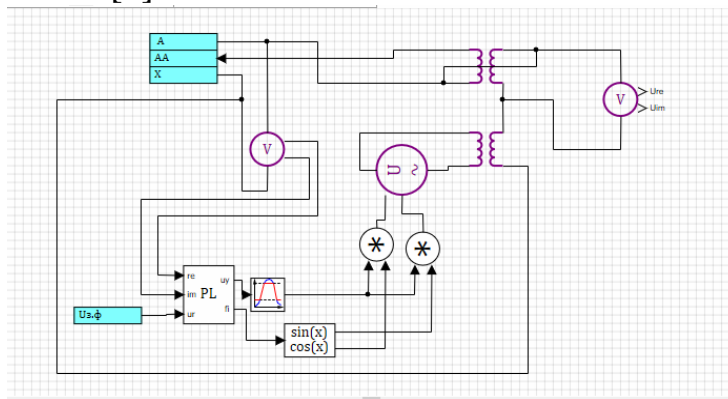 A
AA
X
V
V
Ure
Uim
U ~
*
*
re
im
ur
PL
uy
fi
Uз.ф
sin(x)
cos(x)